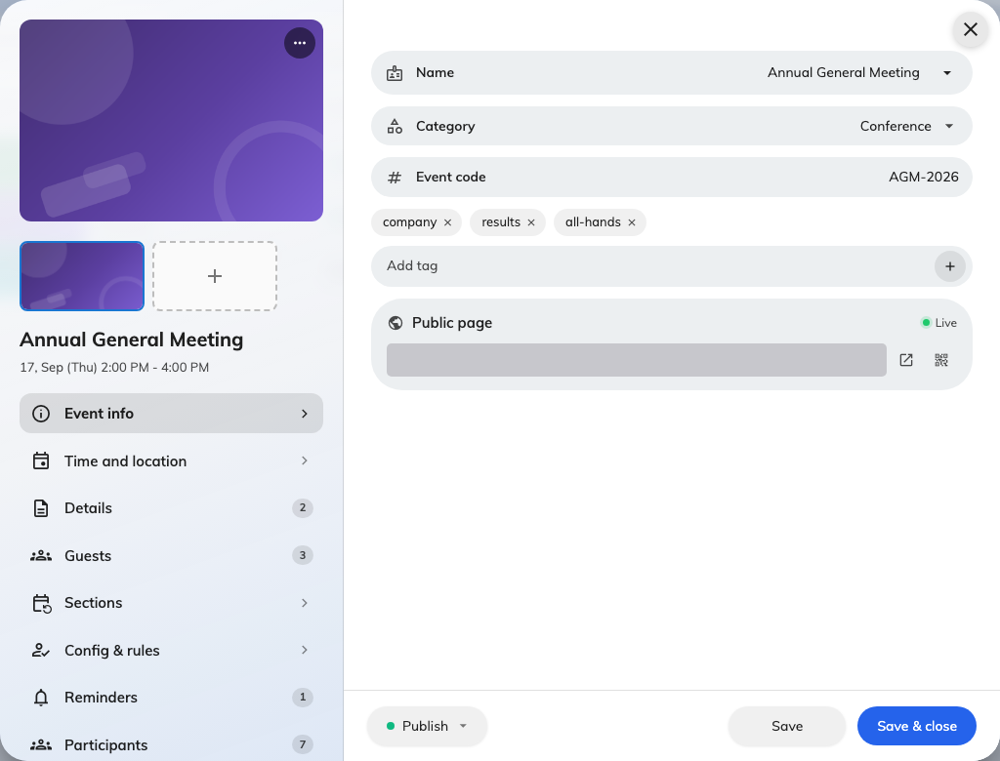 Name
Annual General Meeting
Category
Conference
Event code
AGM-2026
company
results
all-hands
Add tag
Public page
Live
Annual General Meeting
17, Sep (Thu) 2:00 PM - 4:00 PM
Event info
Time and location
Details
2
Guests
3
Sections
Config & rules
Reminders
1
Participants
7
Publish
Save
Save & close